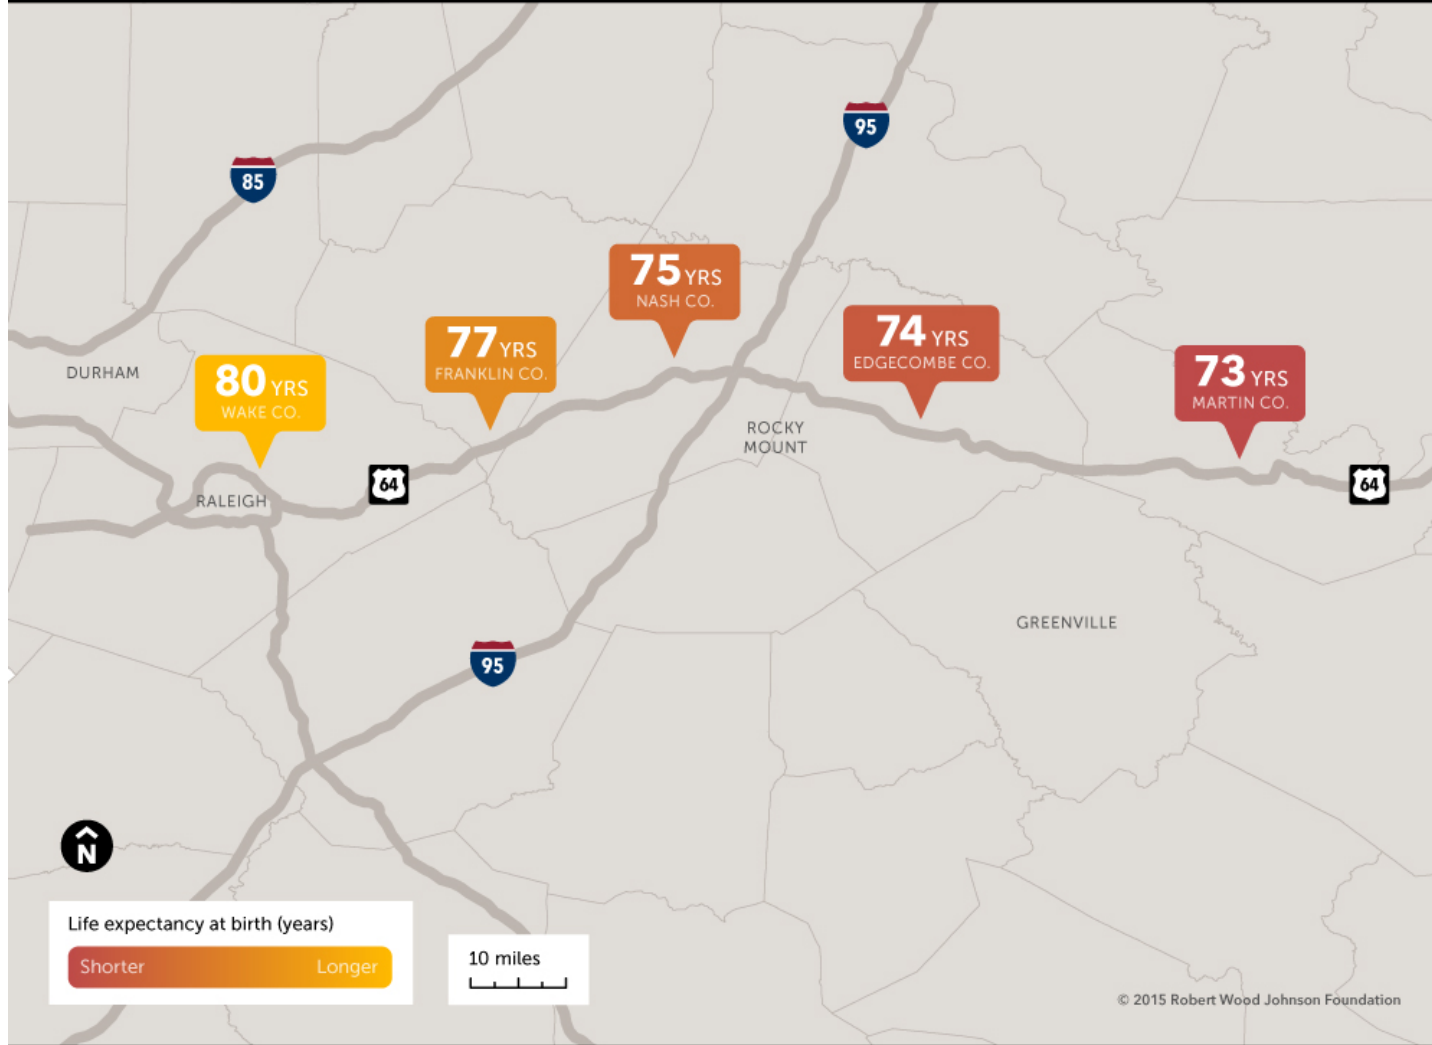 95
85
75 YRS
NASH CO.
74 YRS
EDGECOMBE CO.
77 YRS
FRANKLIN CO.
73 YRS
MARTIN CO.
80 YRS
WAKE CO.
DURHAM
ROCKY
MOUNT
64
64
RALEIGH
GREENVILLE
95
N
Life expectancy at birth (years)
Shorter
Longer
10 miles
© 2015 Robert Wood Johnson Foundation